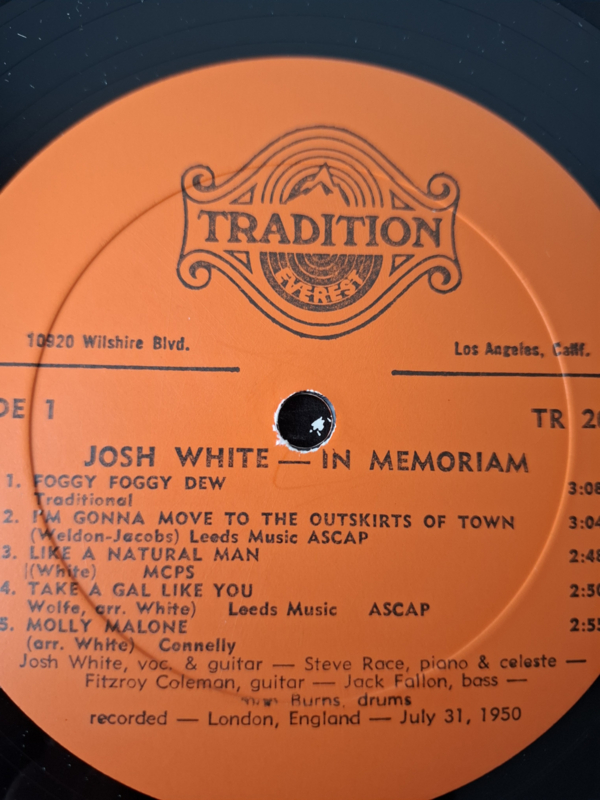 TRADITION
EVEREST
10920 Wilshire Blvd.
Los Angeles, Calif.
DE 1
TR 20
JOSH WHITE — IN MEMORIAM
1. FOGGY FOGGY DEW 3:08
Traditional
2. I'M GONNA MOVE TO THE OUTSKIRTS OF TOWN 3:04
(Weldon-Jacobs) Leeds Music ASCAP
3. LIKE A NATURAL MAN 2:48
(White) MCPS
4. TAKE A GAL LIKE YOU 2:50
Wolfe, arr. White) Leeds Music ASCAP
5. MOLLY MALONE 2:55
(arr. White) Connelly
Josh White, voc. & guitar — Steve Race, piano & celeste —
Fitzroy Coleman, guitar — Jack Fallon, bass —
Burns, drums
recorded — London, England — July 31, 1950